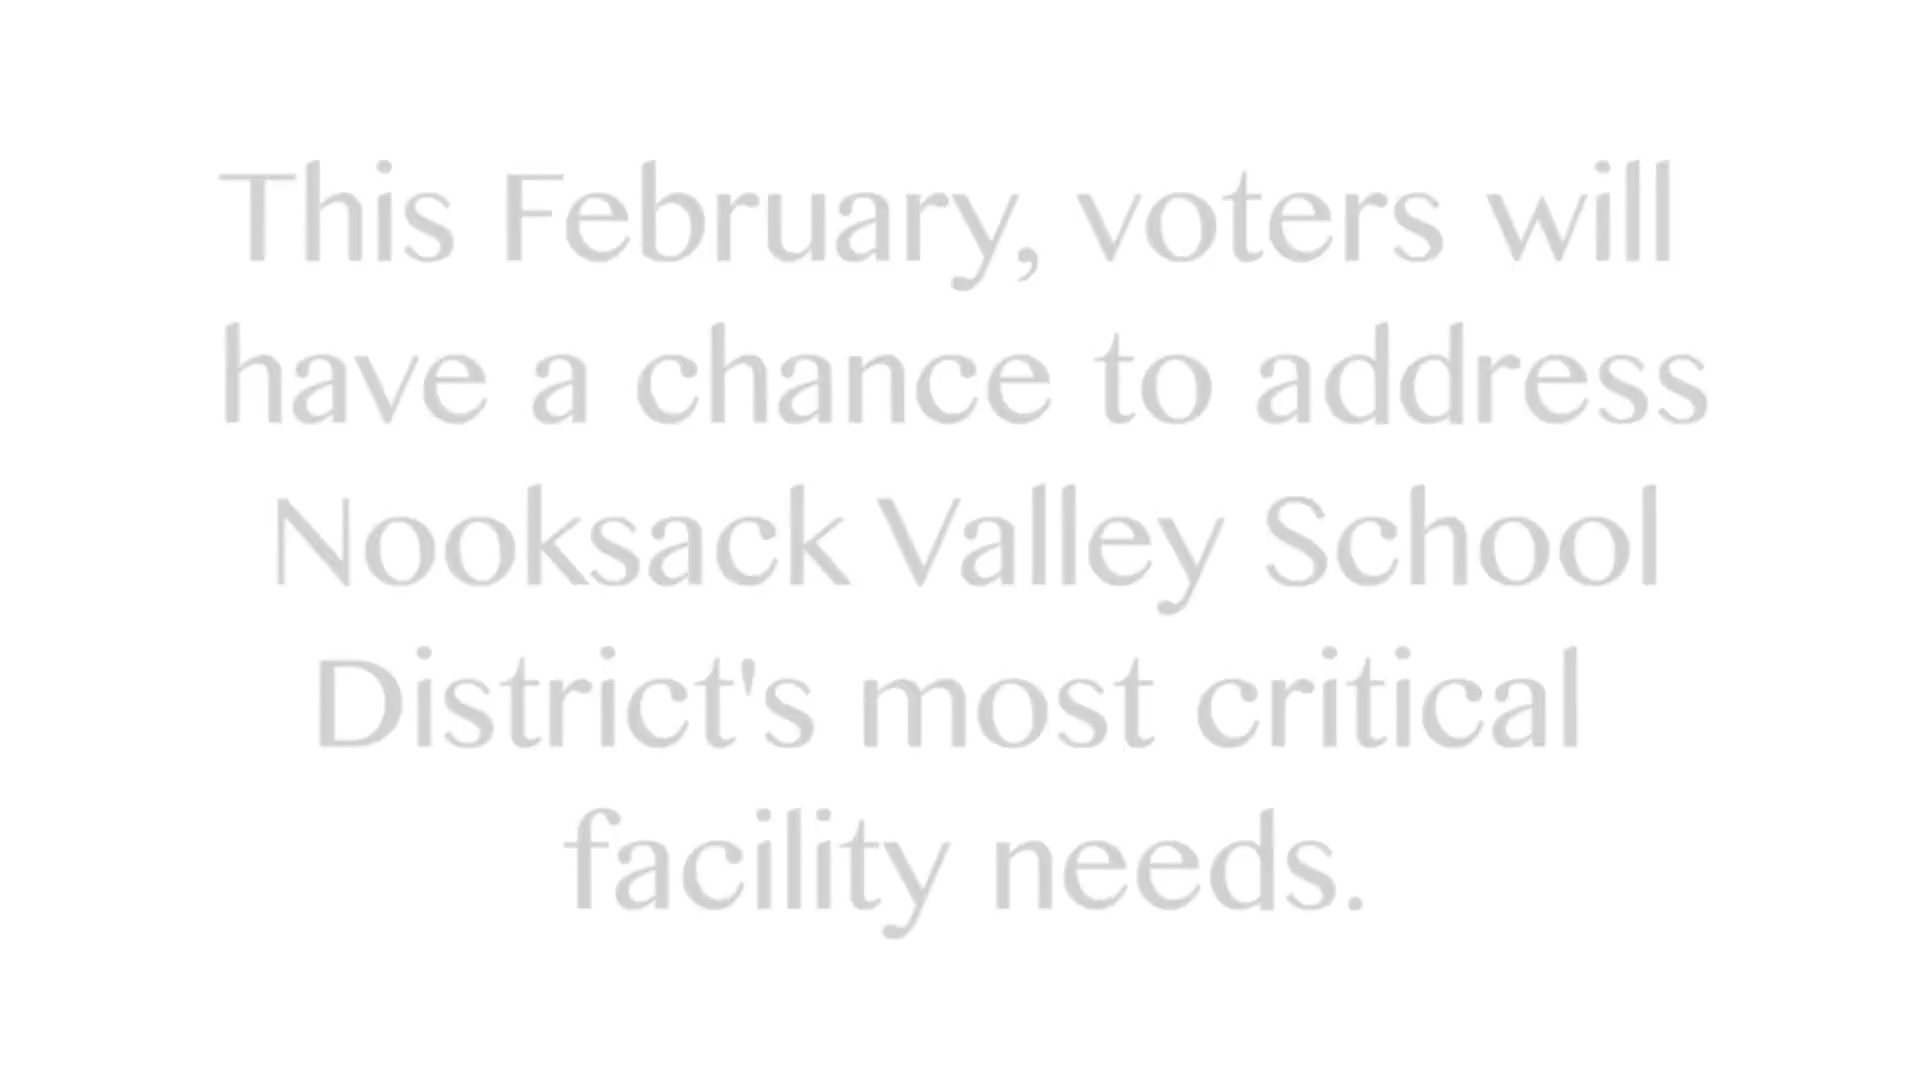 This February, voters will
have a chance to address
Nooksack Valley School
District's most critical
facility needs.